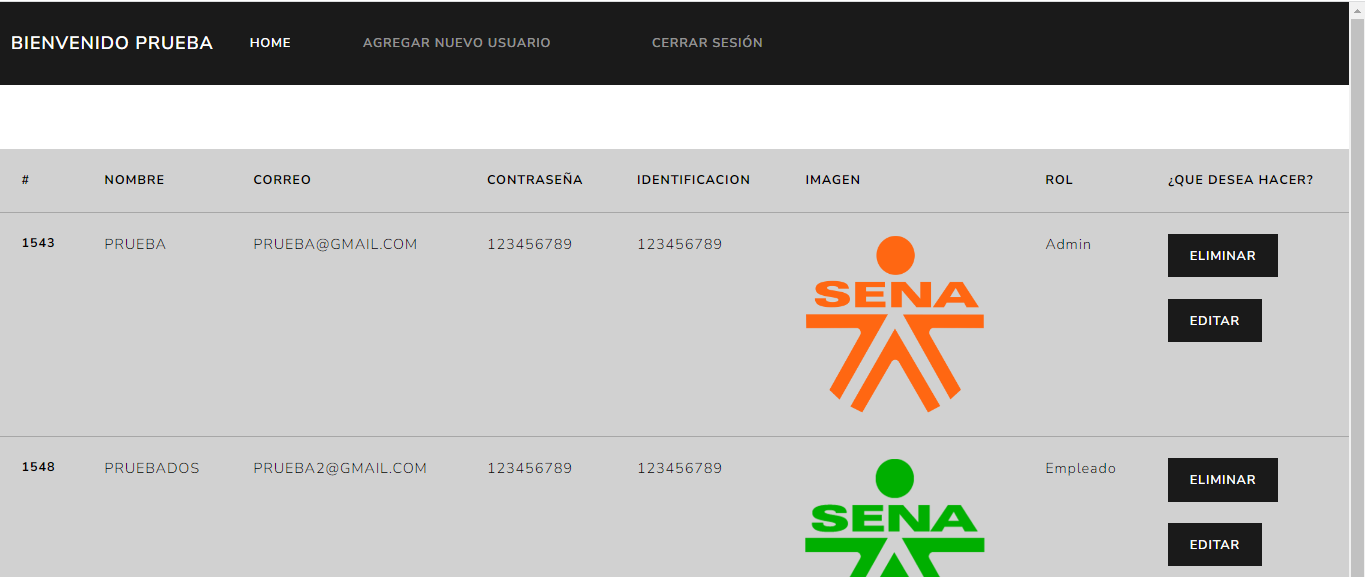 BIENVENIDO PRUEBA HOME AGREGAR NUEVO USUARIO CERRAR SESIÓN
# NOMBRE CORREO CONTRASEÑA IDENTIFICACION IMAGEN ROL ¿QUE DESEA HACER?
1543 PRUEBA PRUEBA@GMAIL.COM 123456789 123456789 Admin ELIMINAR
SENA
EDITAR
1548 PRUEBADOS PRUEBA2@GMAIL.COM 123456789 123456789 Empleado ELIMINAR
SENA
EDITAR